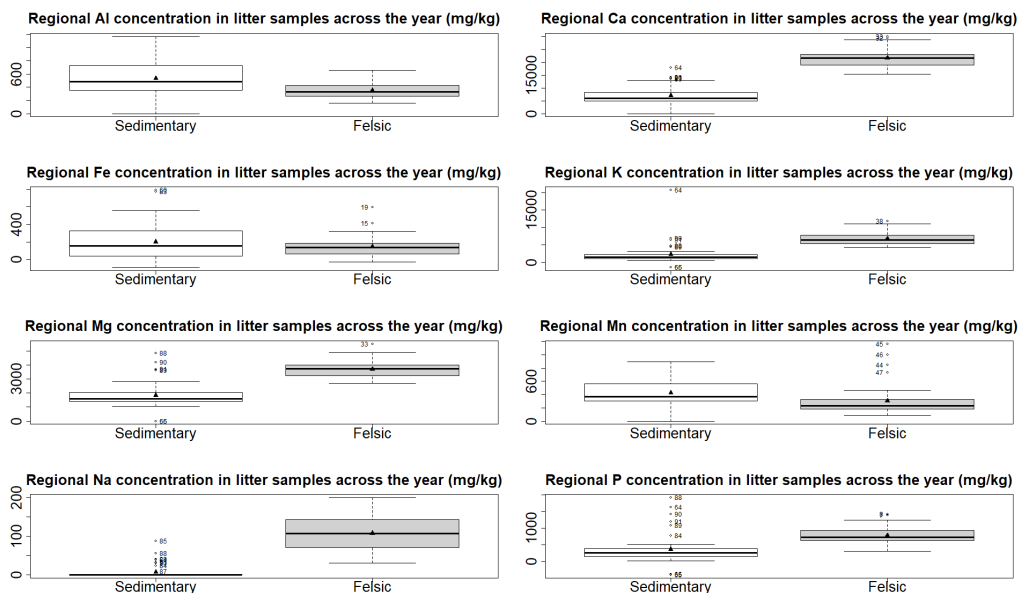 Regional Al concentration in litter samples across the year (mg/kg)
0 600
Sedimentary Felsic
Regional Ca concentration in litter samples across the year (mg/kg)
0 15000
64
Sedimentary Felsic
Regional Fe concentration in litter samples across the year (mg/kg)
0 400
19
15
Sedimentary Felsic
Regional K concentration in litter samples across the year (mg/kg)
0 15000
64
38
Sedimentary Felsic
Regional Mg concentration in litter samples across the year (mg/kg)
0 3000
88
90
33
Sedimentary Felsic
Regional Mn concentration in litter samples across the year (mg/kg)
0 600
45
46
44
47
Sedimentary Felsic
Regional Na concentration in litter samples across the year (mg/kg)
0 100 200
85
88
87
Sedimentary Felsic
Regional P concentration in litter samples across the year (mg/kg)
0 1000
88
64
90
91
89
84
Sedimentary Felsic